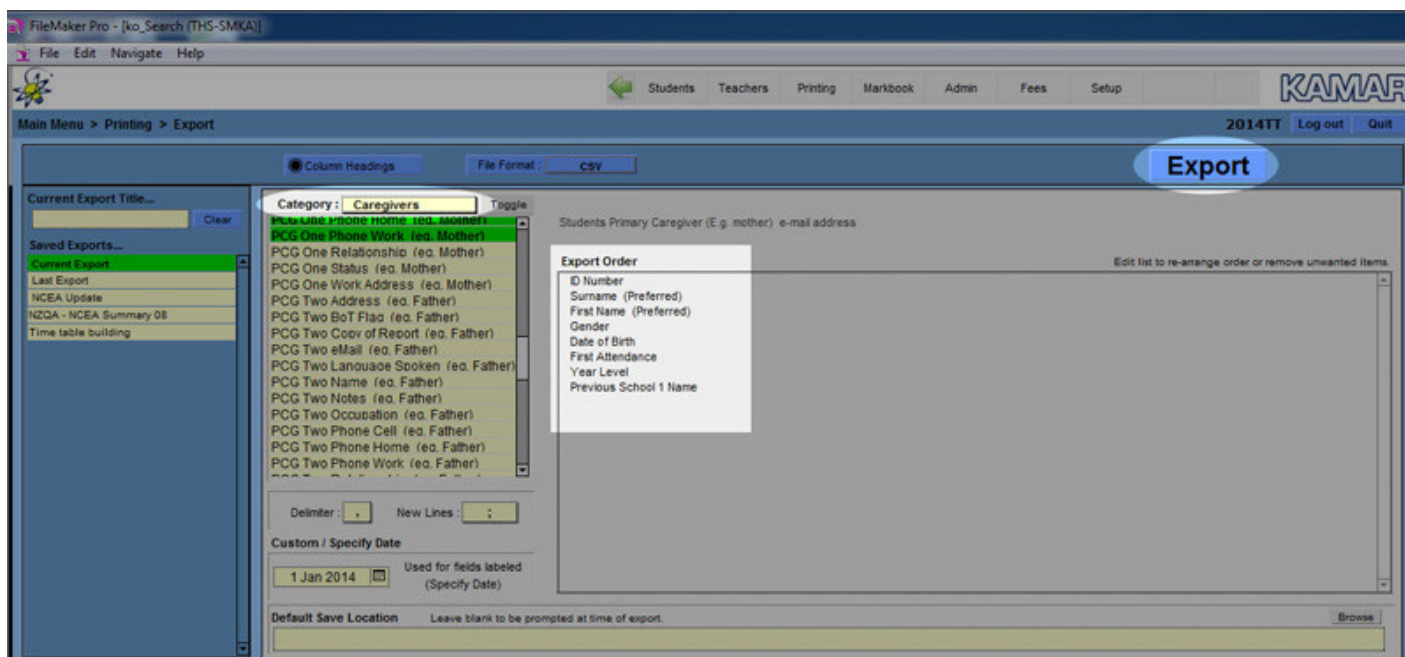 FileMaker Pro - [ko_Search (THS-SMKA)]
File Edit Navigate Help
Students Teachers Printing Markbook Admin Fees Setup KAMAR
Main Menu > Printing > Export 2014TT Log out Quit
Column Headings File Format : CSV Export
Current Export Title...
Clear
Saved Exports...
Current Export
Last Export
NCEA Update
NZQA - NCEA Summary 08
Time table building
Category : Caregivers Toggle
PCG One Phone Home (eg. Mother)
PCG One Phone Work (eg. Mother)
PCG One Relationship (eg. Mother)
PCG One Status (eg. Mother)
PCG One Work Address (eg. Mother)
PCG Two Address (eg. Father)
PCG Two BoT Flag (eg. Father)
PCG Two Copy of Report (eg. Father)
PCG Two eMail (eg. Father)
PCG Two Language Spoken (eg. Father)
PCG Two Name (eg. Father)
PCG Two Notes (eg. Father)
PCG Two Occupation (eg. Father)
PCG Two Phone Cell (eg. Father)
PCG Two Phone Home (eg. Father)
PCG Two Phone Work (eg. Father)
Delimiter : , New Lines : ;
Custom / Specify Date
1 Jan 2014
Used for fields labeled
(Specify Date)
Students Primary Caregiver (E.g. mother) e-mail address
Export Order Edit list to re-arrange order or remove unwanted items.
ID Number
Surname (Preferred)
First Name (Preferred)
Gender
Date of Birth
First Attendance
Year Level
Previous School 1 Name
Default Save Location Leave blank to be prompted at time of export. Browse